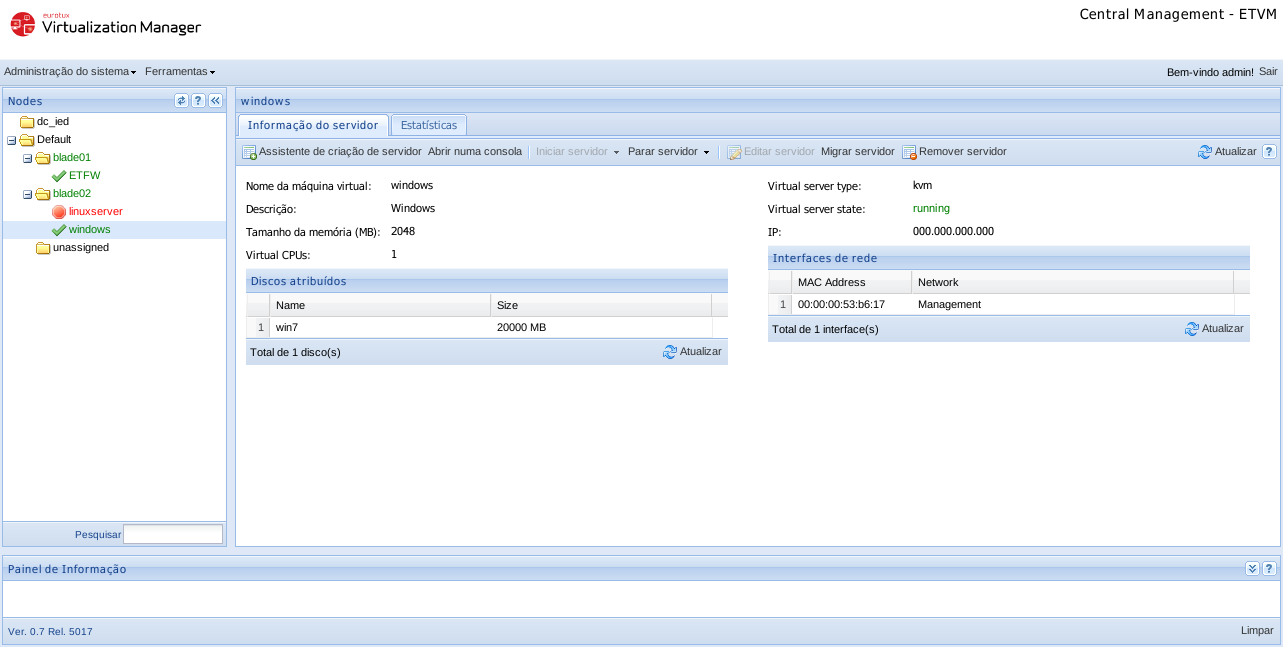 eurotux
Virtualization Manager
Central Management - ETVM
Administração do sistema Ferramentas
Bem-vindo admin! Sair
Nodes
dc_ied
Default
blade01
ETFW
blade02
linuxserver
windows
unassigned
Pesquisar
windows
Informação do servidor Estatísticas
Assistente de criação de servidor Abrir numa consola Iniciar servidor Parar servidor Editar servidor Migrar servidor Remover servidor Atualizar ?
Nome da máquina virtual: windows
Descrição: Windows
Tamanho da memória (MB): 2048
Virtual CPUs: 1
Discos atribuídos
Name Size
1 win7 20000 MB
Total de 1 disco(s) Atualizar
Virtual server type: kvm
Virtual server state: running
IP: 000.000.000.000
Interfaces de rede
MAC Address Network
1 00:00:00:53:b6:17 Management
Total de 1 interface(s) Atualizar
Painel de Informação ?
Ver. 0.7 Rel. 5017 Limpar